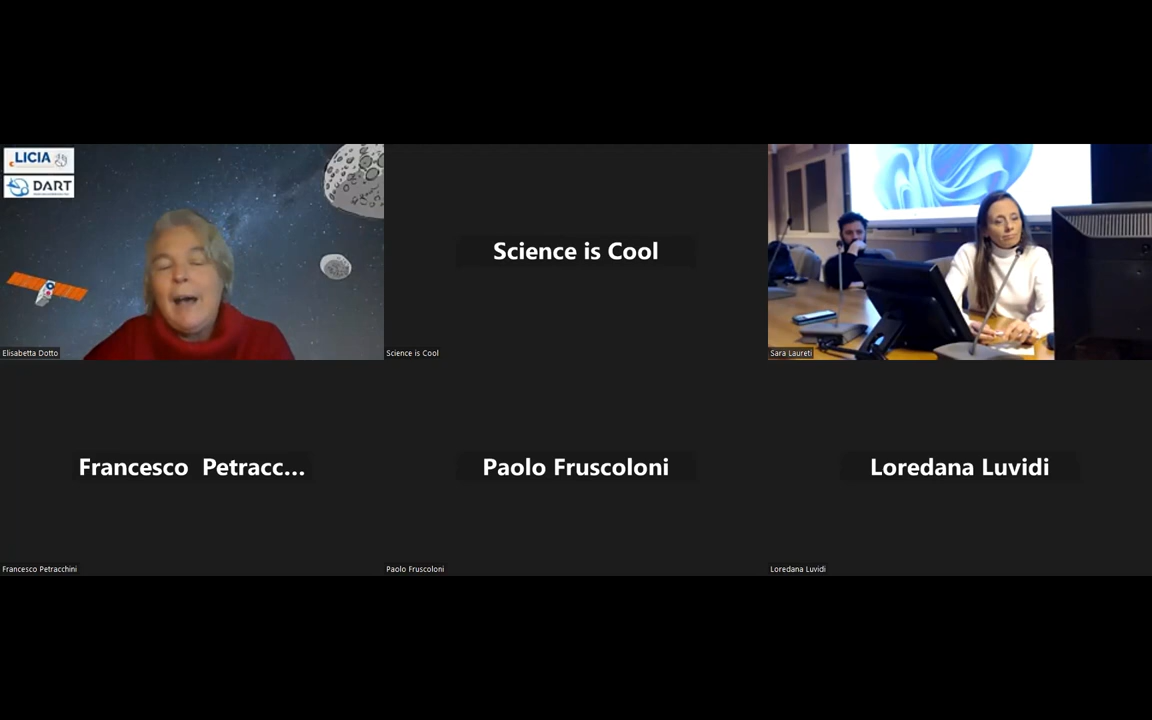 LICIA
DART
Elisabetta Dotto
Science is Cool
Science is Cool
Sara Laureti
Francesco Petracc...
Francesco Petracchini
Paolo Fruscoloni
Paolo Fruscoloni
Loredana Luvidi
Loredana Luvidi